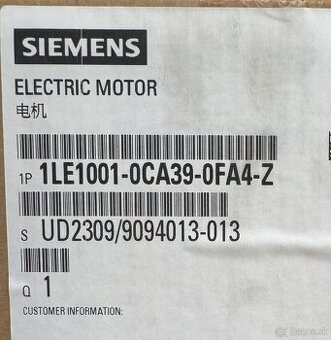 SIEMENS
ELECTRIC MOTOR
电机
1P 1LE1001-0CA39-0FA4-Z
S UD2309/9094013-013
Q 1
CUSTOMER INFORMATION: